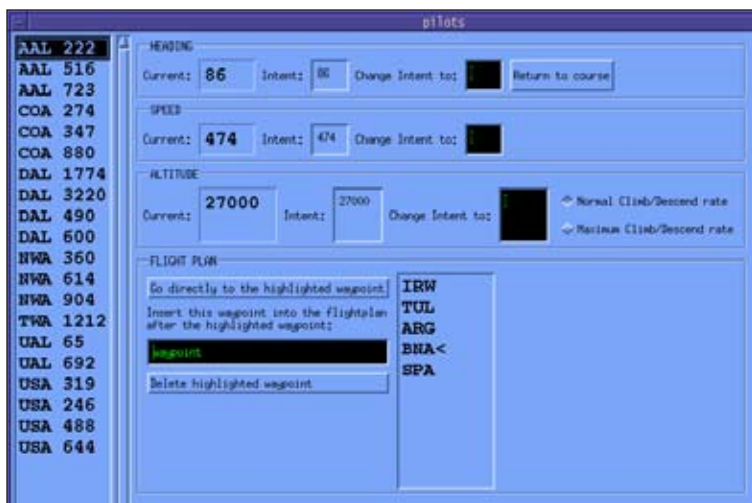 pilots
AAL 222
AAL 516
AAL 723
COA 274
COA 347
COA 880
DAL 1774
DAL 3220
DAL 490
DAL 600
NWA 360
NWA 614
NWA 904
TWA 1212
UAL 65
UAL 692
USA 319
USA 246
USA 488
USA 644
HEADING
Current: 86 Intent: 86 Change Intent to: Return to course
SPEED
Current: 474 Intent: 474 Change Intent to:
ALTITUDE
Current: 27000 Intent: 27000 Change Intent to:
Normal Climb/Descend rate
Maximum Climb/Descend rate
FLIGHT PLAN
Go directly to the highlighted waypoint
Insert this waypoint into the flightplan
after the highlighted waypoint:
waypoint
Delete highlighted waypoint
IRW
TUL
ARG
BNA<
SPA